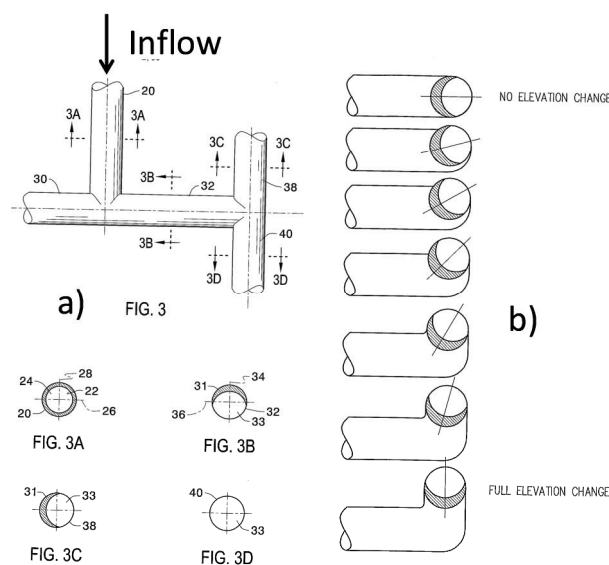 Inflow
20
3A
3A
3C
3C
30
3B
32
38
3B
40
3D
3D
a)
FIG. 3
NO ELEVATION CHANGE
b)
28
24
22
20
26
FIG. 3A
34
31
36
32
33
FIG. 3B
31
33
38
FIG. 3C
40
33
FIG. 3D
FULL ELEVATION CHANGE